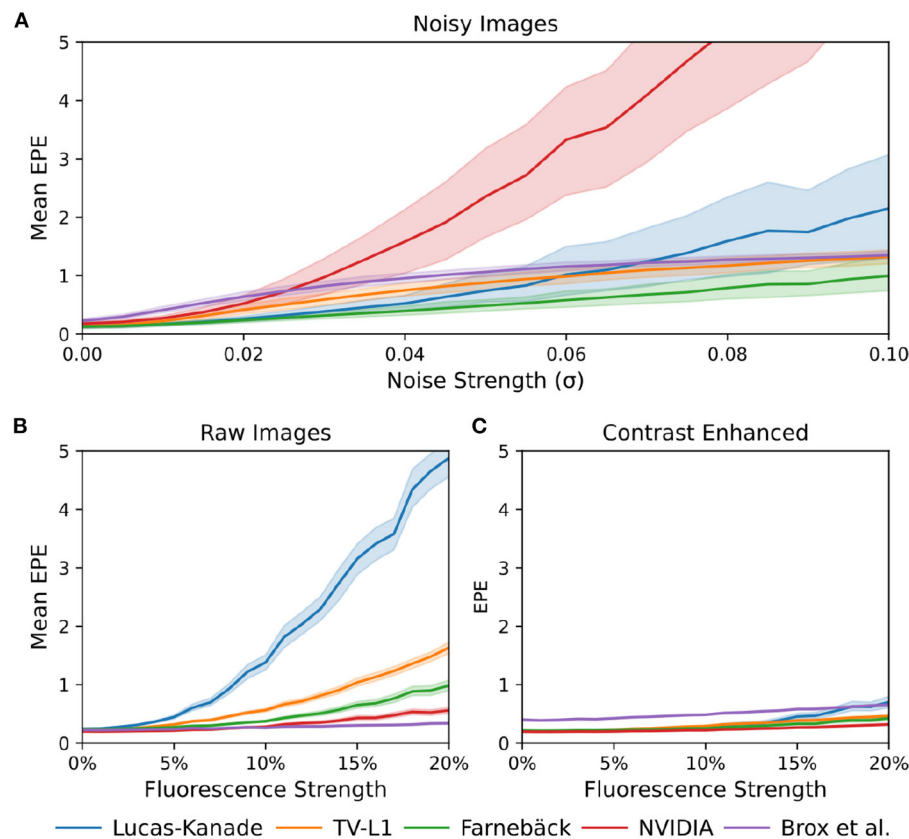 A
Noisy Images
5
4
3
2
1
0
Mean EPE
0.00 0.02 0.04 0.06 0.08 0.10
Noise Strength (σ)
B
Raw Images
5
4
3
2
1
0
Mean EPE
0% 5% 10% 15% 20%
Fluorescence Strength
C
Contrast Enhanced
5
4
3
2
1
0
EPE
0% 5% 10% 15% 20%
Fluorescence Strength
Lucas-Kanade TV-L1 Farnebäck NVIDIA Brox et al.